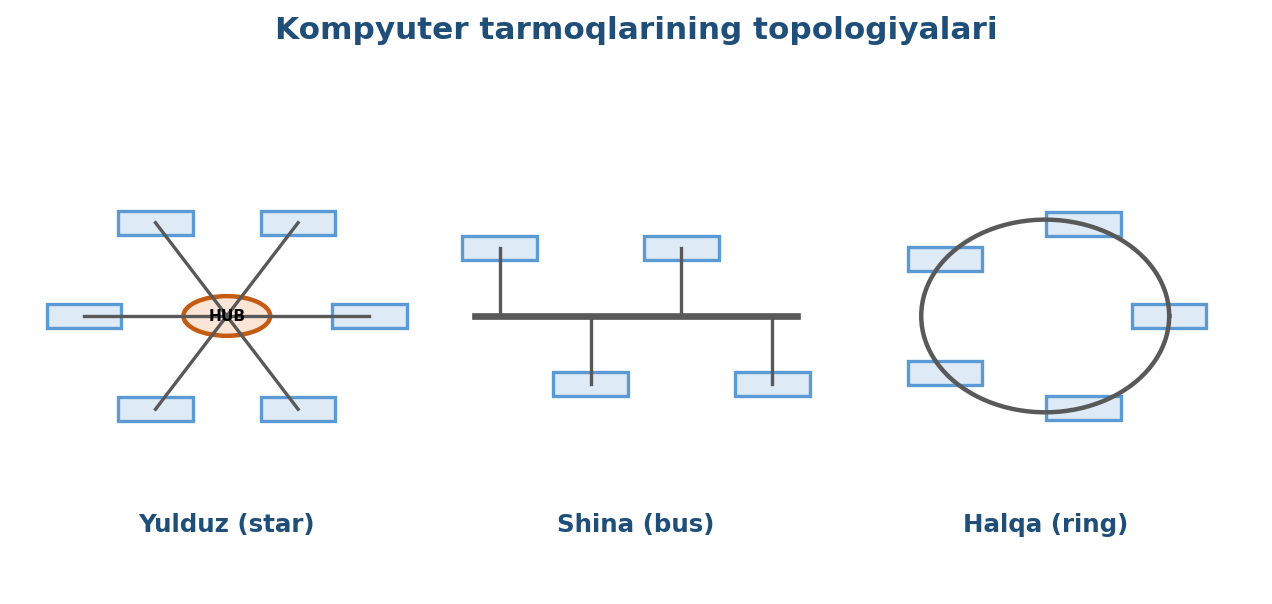 Kompyuter tarmoqlarining topologiyalari
HUB
Yulduz (star)
Shina (bus)
Halqa (ring)